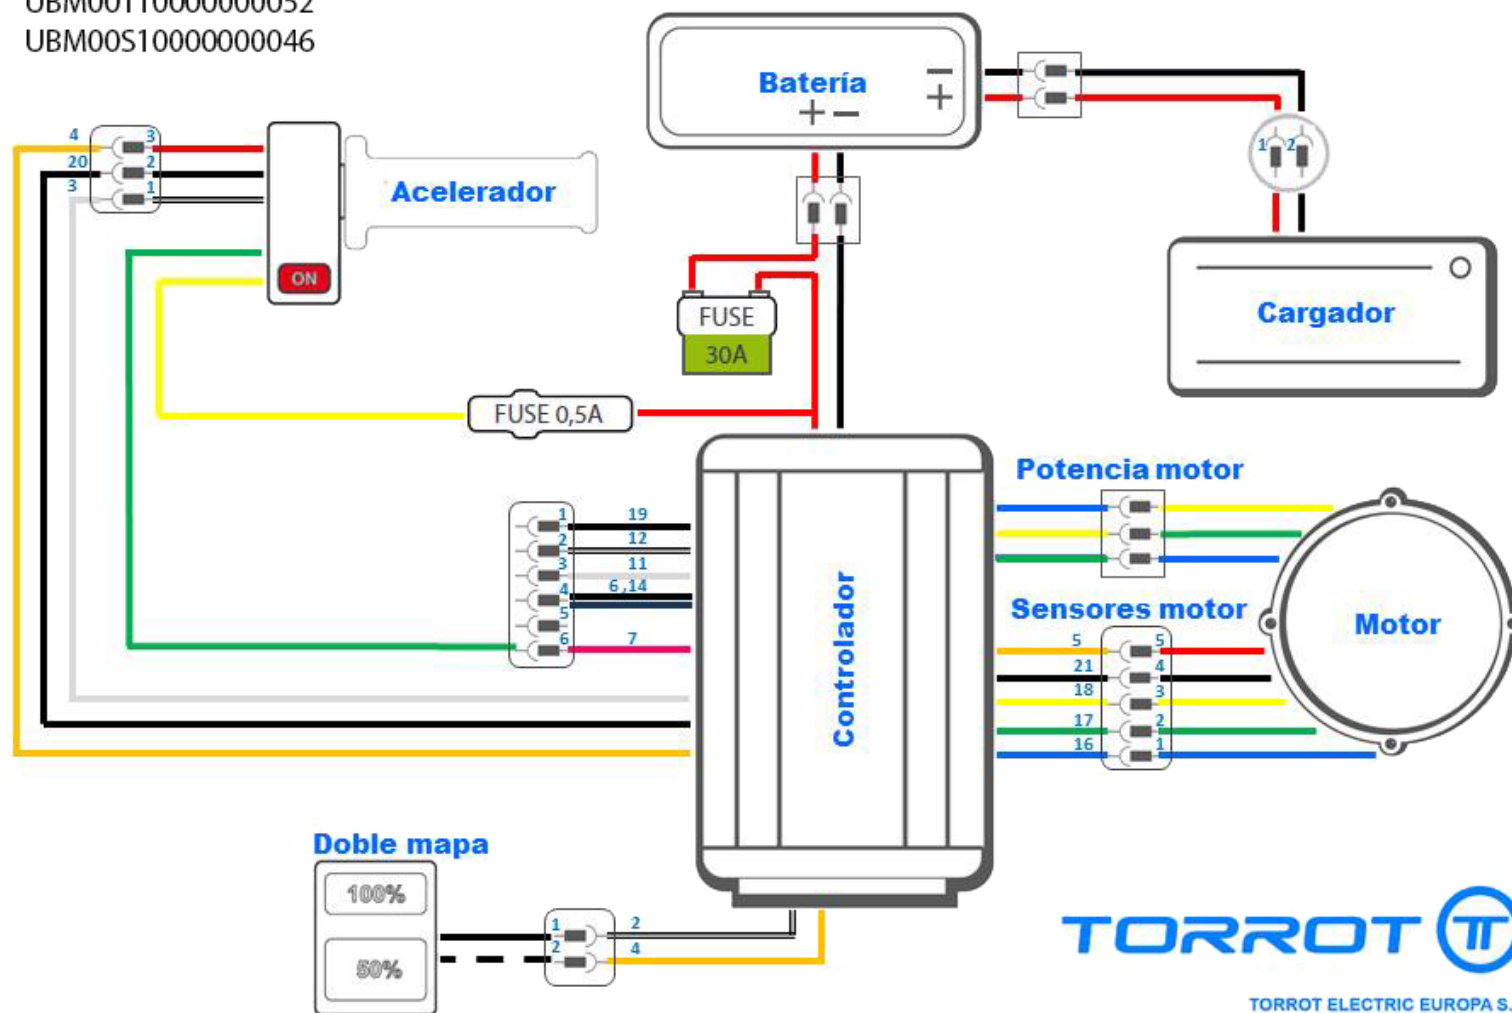 UBM00110000000052
UBM00S10000000046
Batería
+ −
−
+
1 2
Cargador
4 3
20 2
3 1
Acelerador
ON
FUSE
30A
FUSE 0,5A
1 19
2 12
3 11
4 6 ,14
5
6 7
Controlador
Potencia motor
Sensores motor
5 5
21 4
18 3
17 2
16 1
Motor
Doble mapa
100%
50%
1 2
2 4
TORROT
TORROT ELECTRIC EUROPA S.